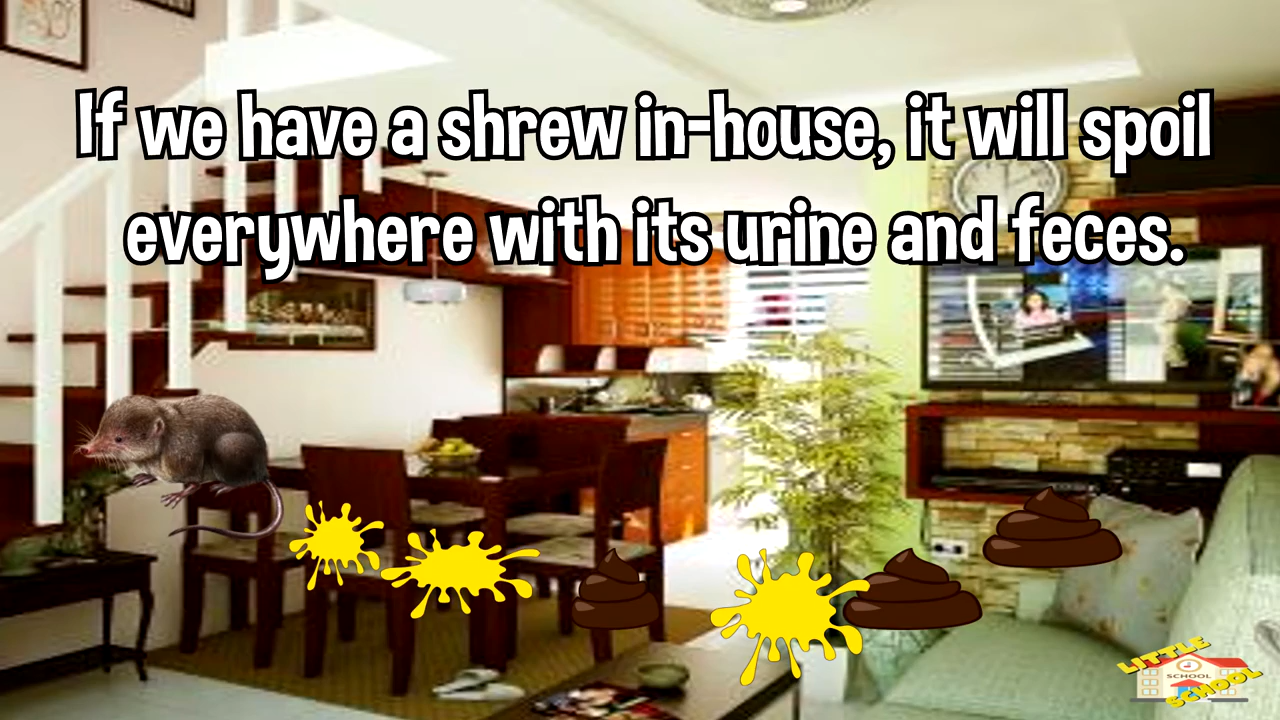 If we have a shrew in-house, it will spoil
everywhere with its urine and feces.
LITTLE
SCHOOL
SCHOOL